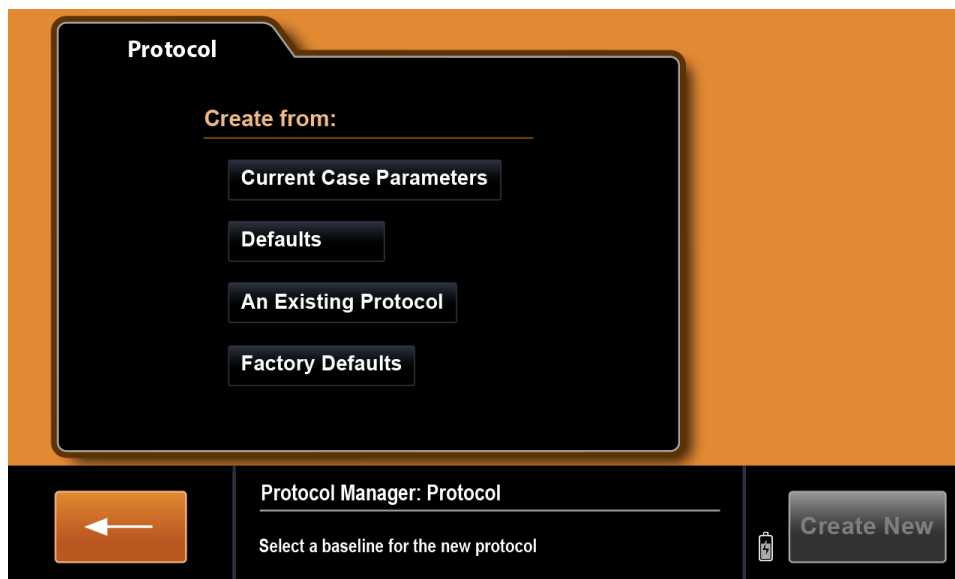 Protocol
Create from:
Current Case Parameters
Defaults
An Existing Protocol
Factory Defaults
Protocol Manager: Protocol
Select a baseline for the new protocol
Create New